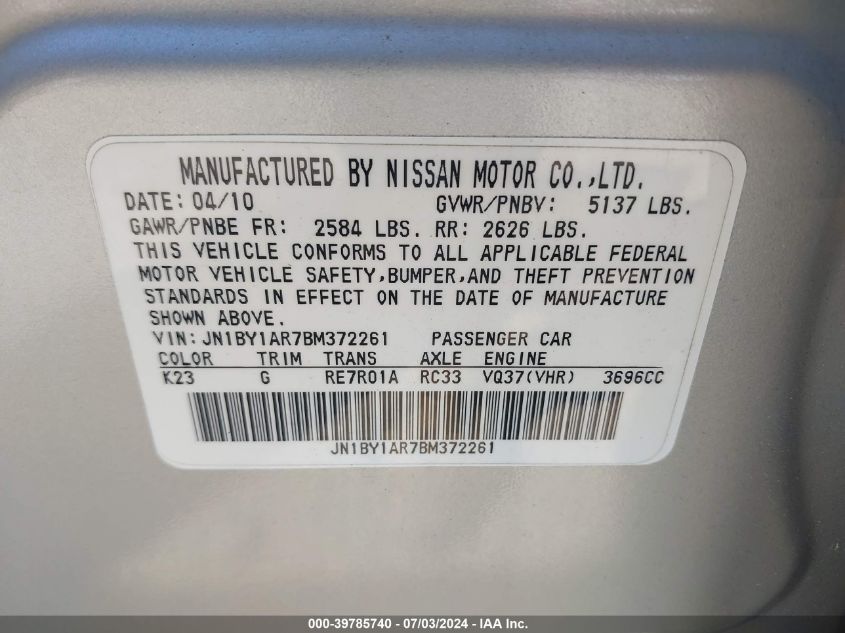 MANUFACTURED BY NISSAN MOTOR CO.,LTD.
DATE: 04/10 GVWR/PNBV: 5137 LBS.
GAWR/PNBE FR: 2584 LBS. RR: 2626 LBS.
THIS VEHICLE CONFORMS TO ALL APPLICABLE FEDERAL
MOTOR VEHICLE SAFETY,BUMPER,AND THEFT PREVENTION
STANDARDS IN EFFECT ON THE DATE OF MANUFACTURE
SHOWN ABOVE.
VIN:JN1BY1AR7BM372261 PASSENGER CAR
COLOR TRIM TRANS AXLE ENGINE
K23 G RE7R01A RC33 VQ37(VHR) 3696CC
JN1BY1AR7BM372261
000-39785740 - 07/03/2024 - IAA Inc.